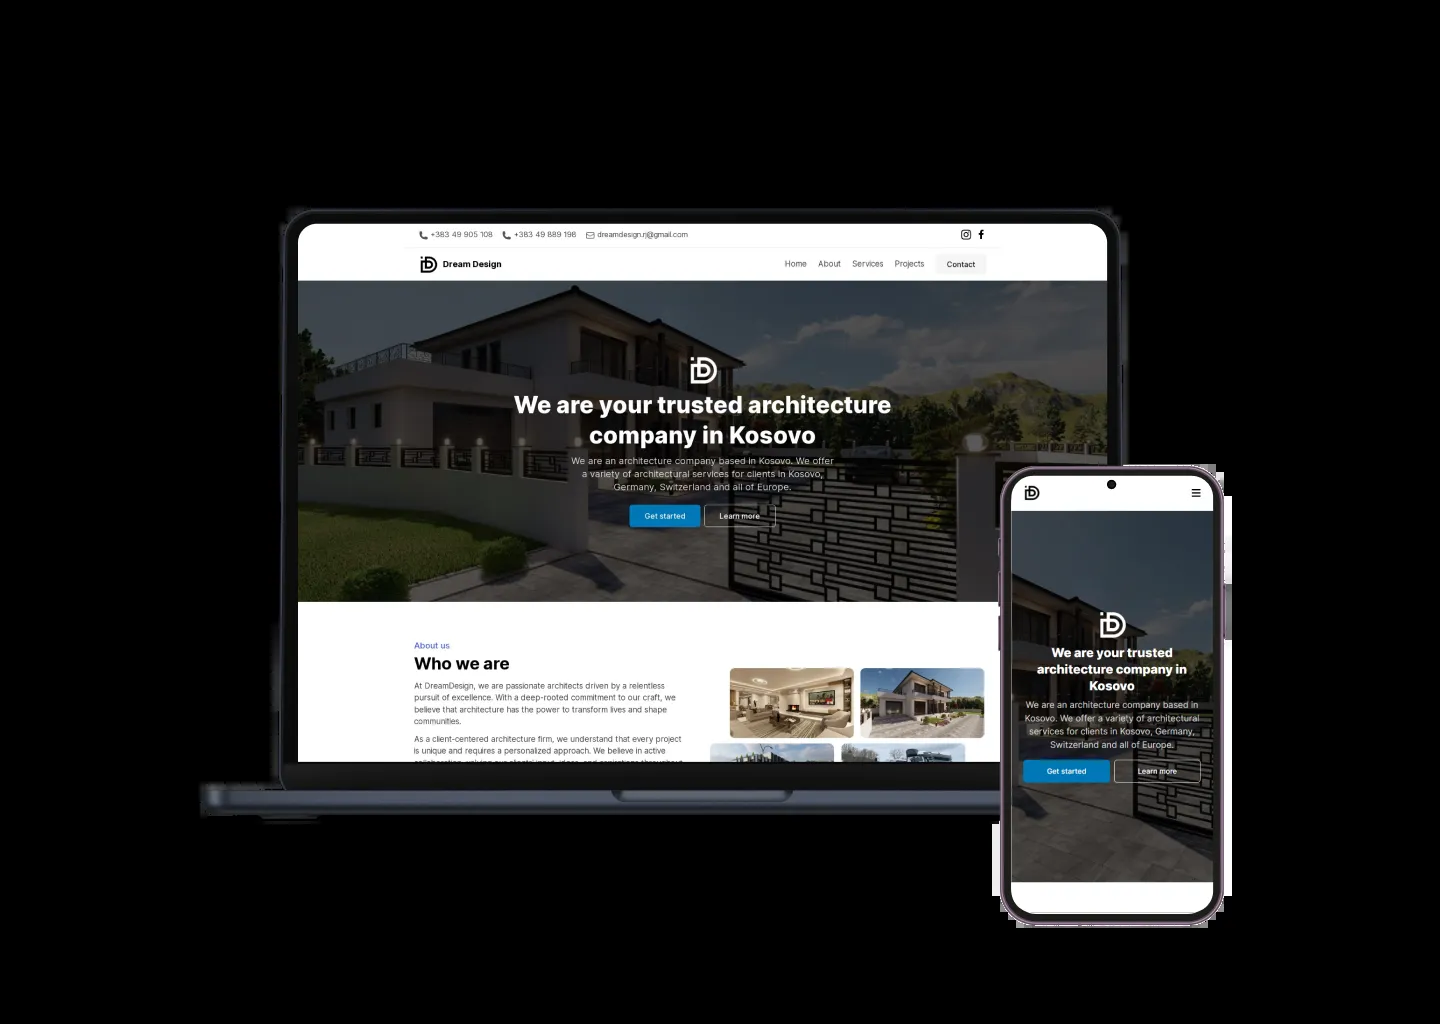 +383 49 905 108 +383 49 889 198 dreamdesign.rj@gmail.com
Dream Design Home About Services Projects Contact
We are your trusted architecture
company in Kosovo
We are an architecture company based in Kosovo. We offer
a variety of architectural services for clients in Kosovo,
Germany, Switzerland and all of Europe.
Get started Learn more
About us
Who we are
At DreamDesign, we are passionate architects driven by a relentless
pursuit of excellence. With a deep-rooted commitment to our craft, we
believe that architecture has the power to transform lives and shape
communities.
As a client-centered architecture firm, we understand that every project
is unique and requires a personalized approach. We believe in active
We are your trusted
architecture company in
Kosovo
We are an architecture company based in
Kosovo. We offer a variety of architectural
services for clients in Kosovo, Germany,
Switzerland and all of Europe.
Get started Learn more